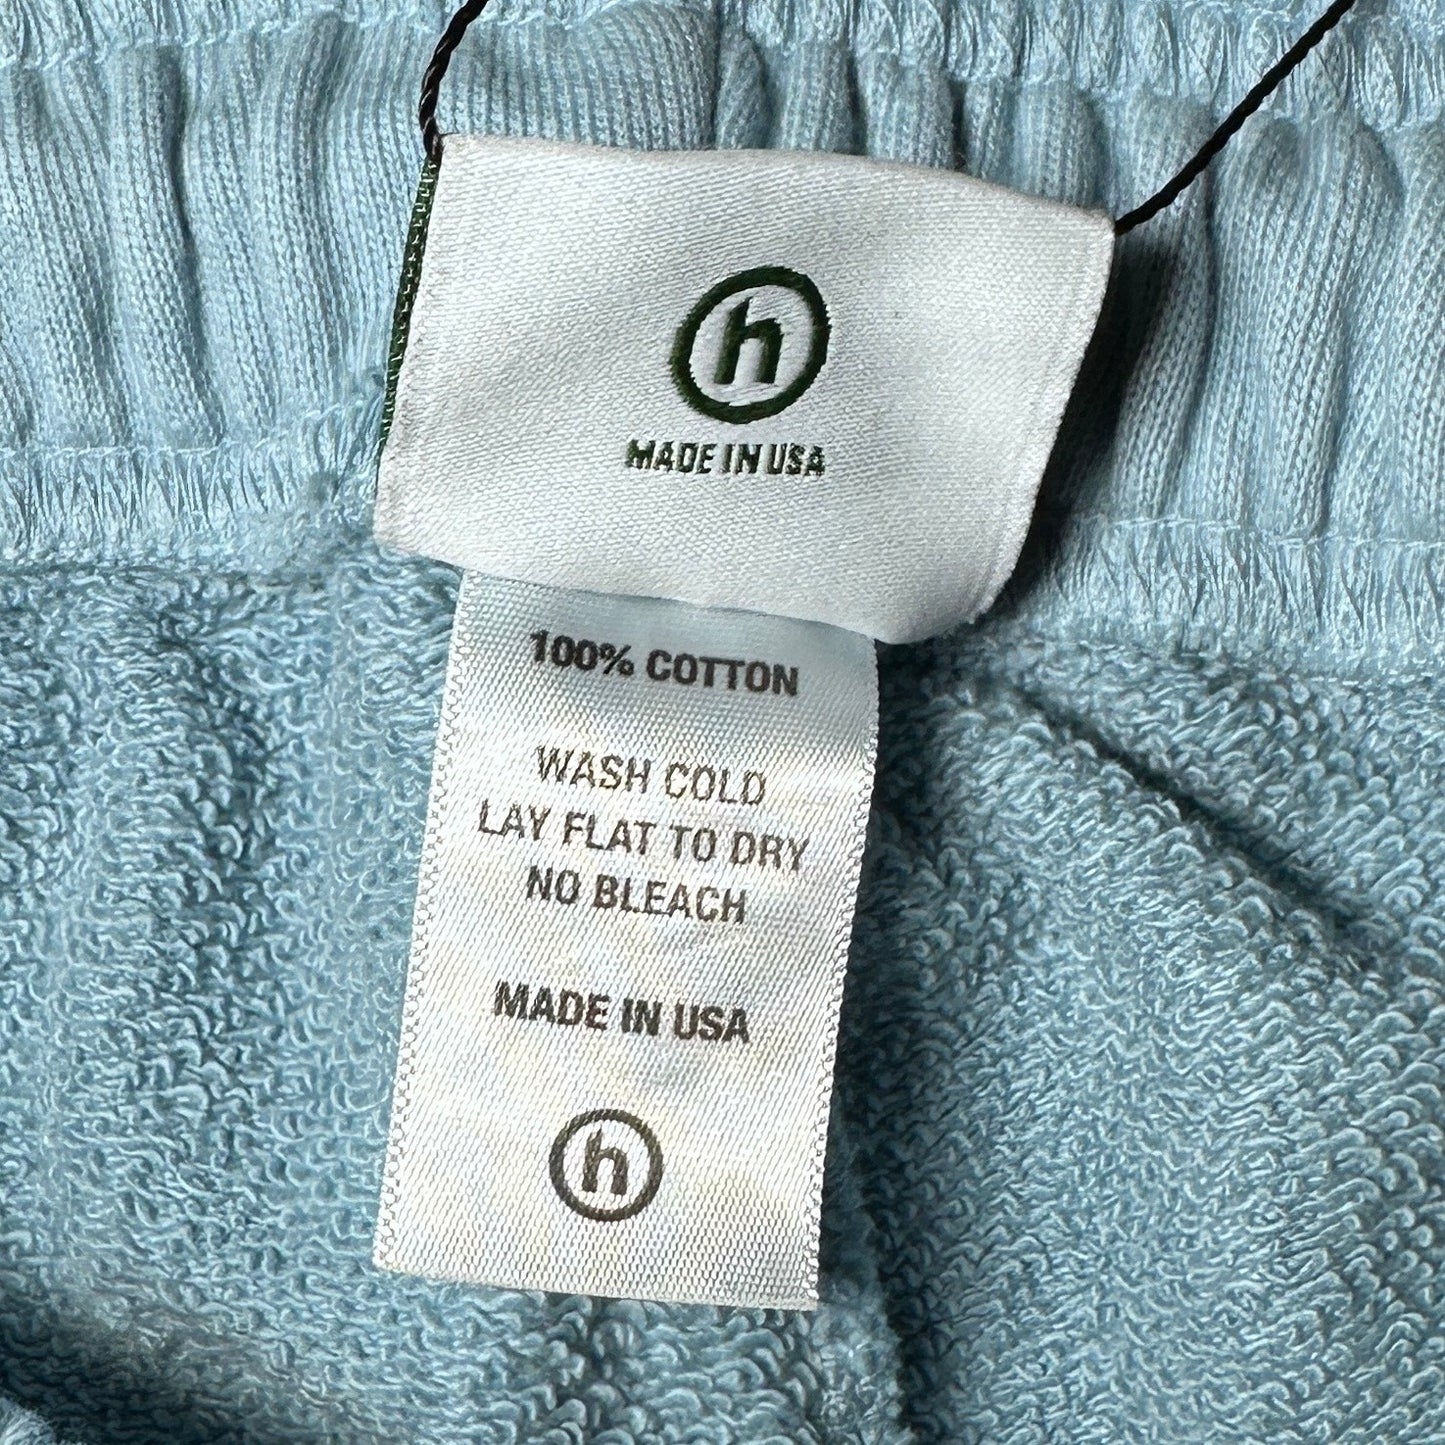 h
MADE IN USA
100% COTTON
WASH COLD
LAY FLAT TO DRY
NO BLEACH
MADE IN USA
h